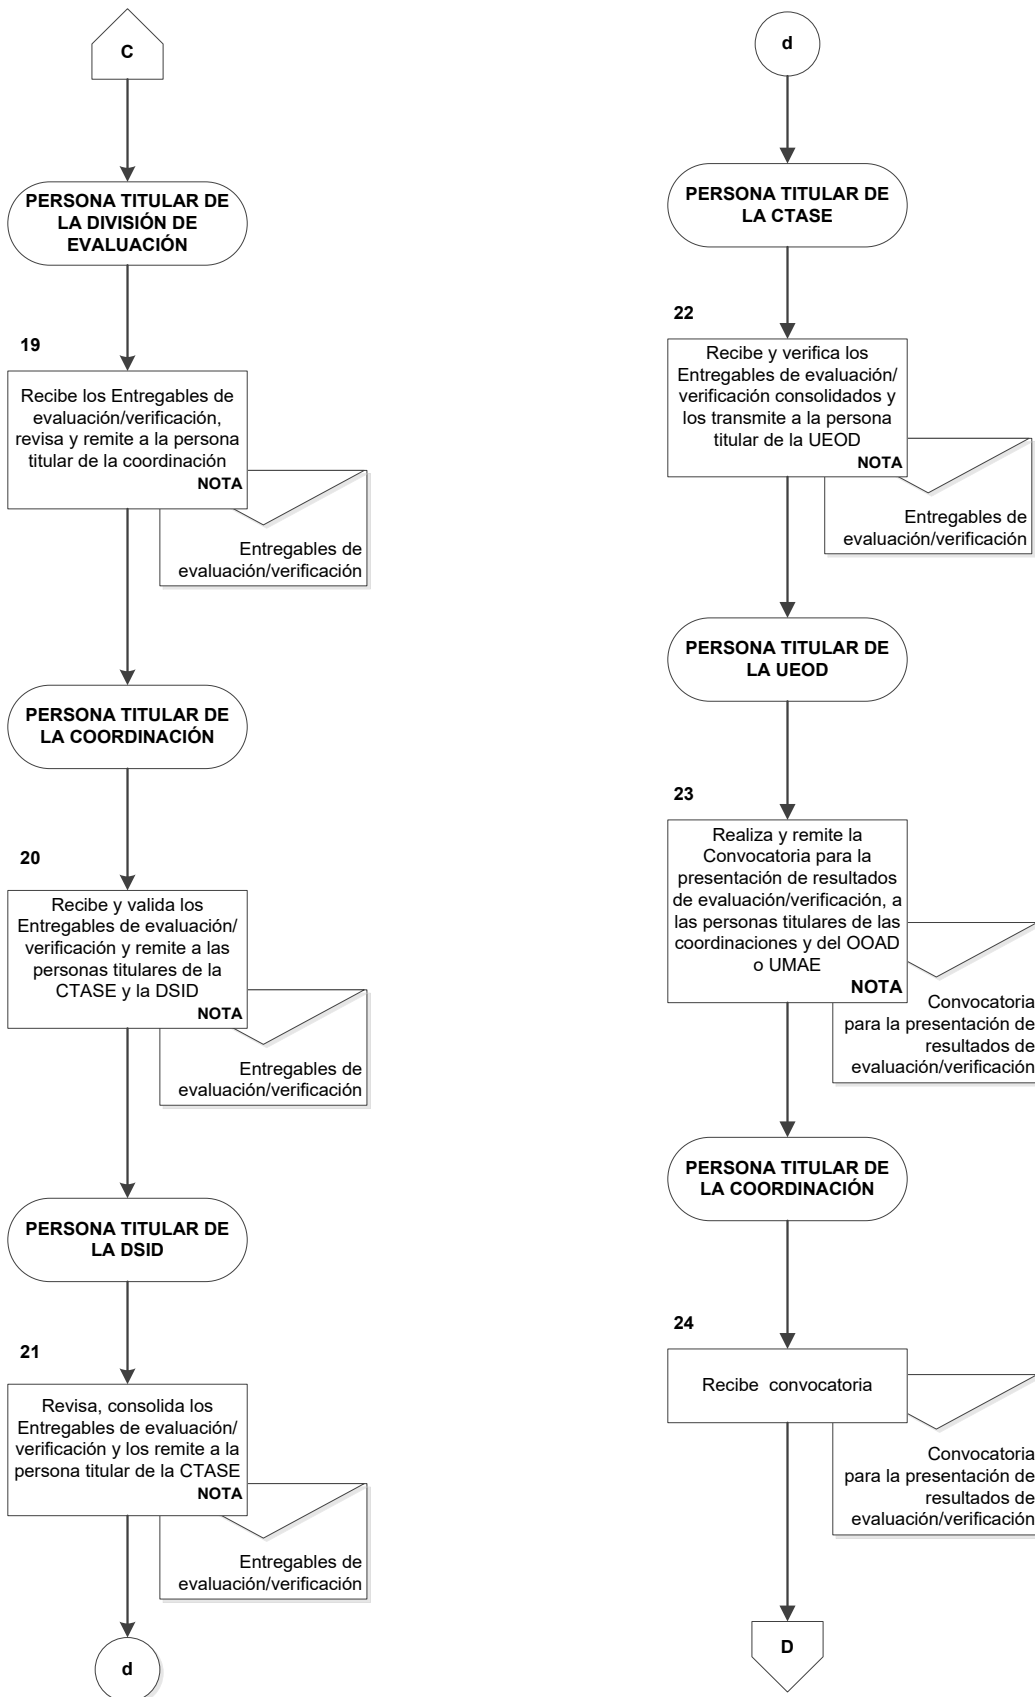 C
PERSONA TITULAR DE
LA DIVISIÓN DE
EVALUACIÓN
19
Recibe los Entregables de
evaluación/verificación,
revisa y remite a la persona
titular de la coordinación
NOTA
Entregables de
evaluación/verificación
PERSONA TITULAR DE
LA COORDINACIÓN
20
Recibe y valida los
Entregables de evaluación/
verificación y remite a las
personas titulares de la
CTASE y la DSID
NOTA
Entregables de
evaluación/verificación
PERSONA TITULAR DE
LA DSID
21
Revisa, consolida los
Entregables de evaluación/
verificación y los remite a la
persona titular de la CTASE
NOTA
Entregables de
evaluación/verificación
d
d
PERSONA TITULAR DE
LA CTASE
22
Recibe y verifica los
Entregables de evaluación/
verificación consolidados y
los transmite a la persona
titular de la UEOD
NOTA
Entregables de
evaluación/verificación
PERSONA TITULAR DE
LA UEOD
23
Realiza y remite la
Convocatoria para la
presentación de resultados
de evaluación/verificación, a
las personas titulares de las
coordinaciones y del OOAD
o UMAE
NOTA
Convocatoria
para la presentación de
resultados de
evaluación/verificación
PERSONA TITULAR DE
LA COORDINACIÓN
24
Recibe convocatoria
Convocatoria
para la presentación de
resultados de
evaluación/verificación
D